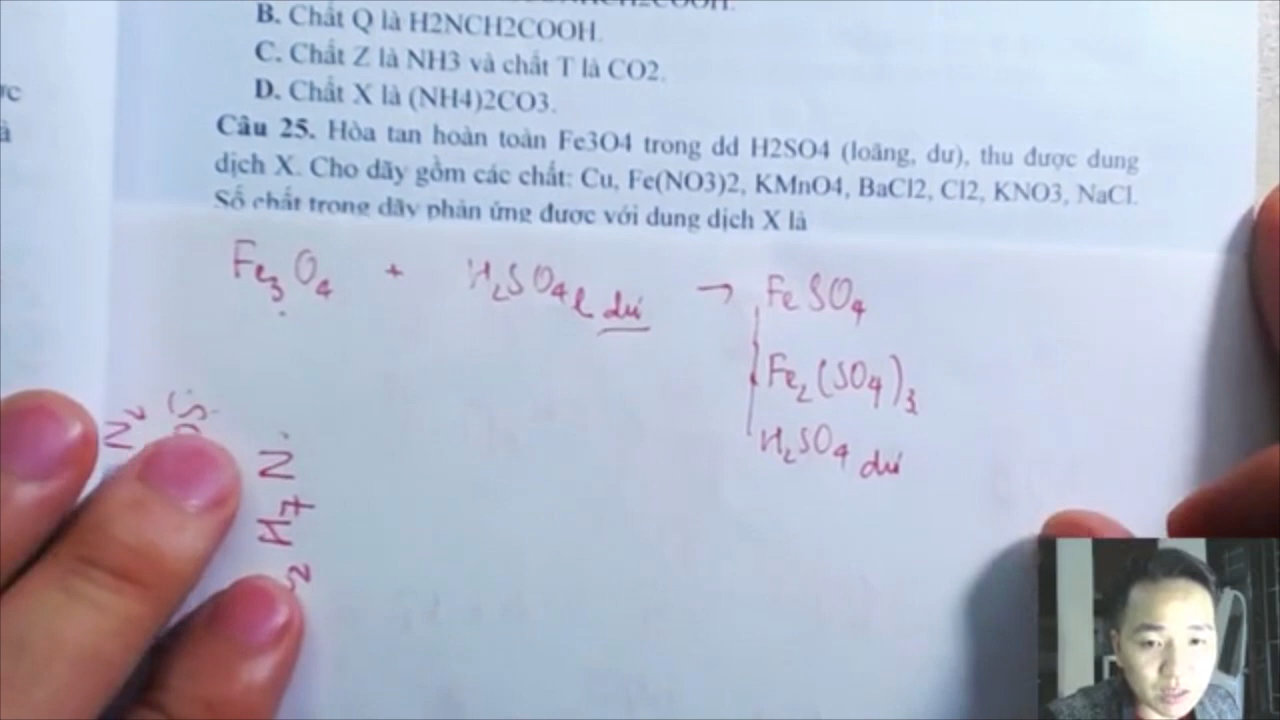 B. Chất Q là H2NCH2COOH.
C. Chất Z là NH3 và chất T là CO2.
D. Chất X là (NH4)2CO3.
Câu 25. Hòa tan hoàn toàn Fe3O4 trong dd H2SO4 (loãng, dư), thu được dung
dịch X. Cho dãy gồm các chất: Cu, Fe(NO3)2, KMnO4, BaCl2, Cl2, KNO3, NaCl.
Số chất trong dãy phản ứng được với dung dịch X là
Fe3O4 + H2SO4 l dư → FeSO4
Fe2(SO4)3
H2SO4 dư